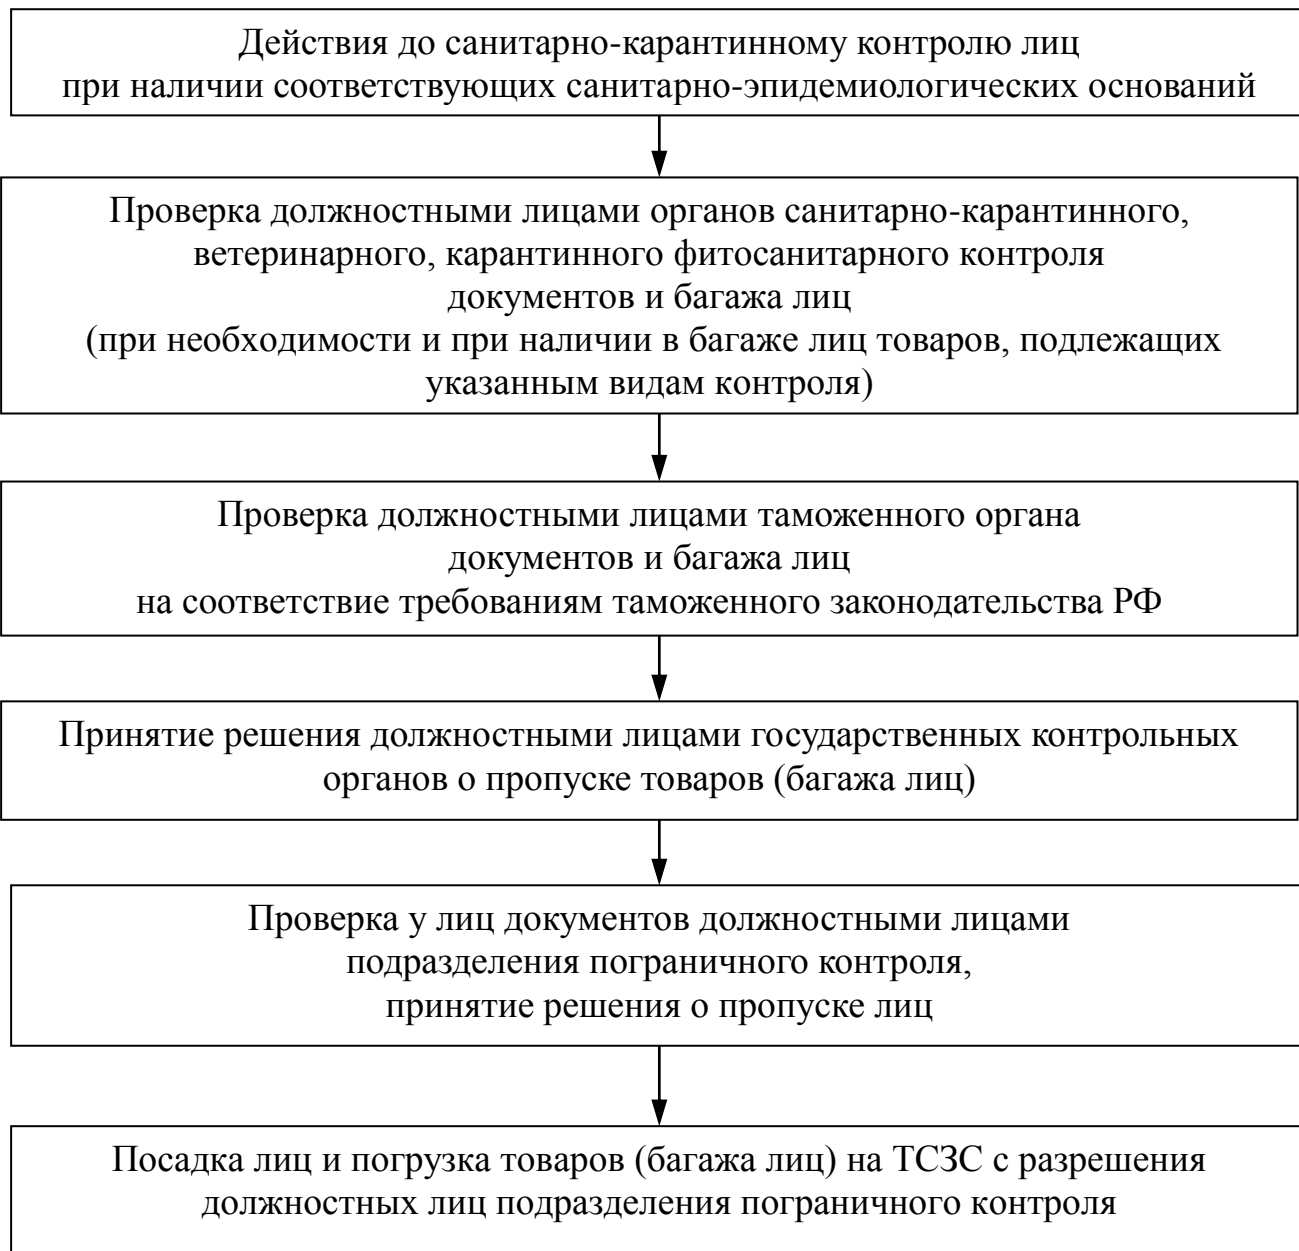 Действия до санитарно-карантинному контролю лиц
при наличии соответствующих санитарно-эпидемиологических оснований
Проверка должностными лицами органов санитарно-карантинного,
ветеринарного, карантинного фитосанитарного контроля
документов и багажа лиц
(при необходимости и при наличии в багаже лиц товаров, подлежащих
указанным видам контроля)
Проверка должностными лицами таможенного органа
документов и багажа лиц
на соответствие требованиям таможенного законодательства РФ
Принятие решения должностными лицами государственных контрольных
органов о пропуске товаров (багажа лиц)
Проверка у лиц документов должностными лицами
подразделения пограничного контроля,
принятие решения о пропуске лиц
Посадка лиц и погрузка товаров (багажа лиц) на ТСЗС с разрешения
должностных лиц подразделения пограничного контроля